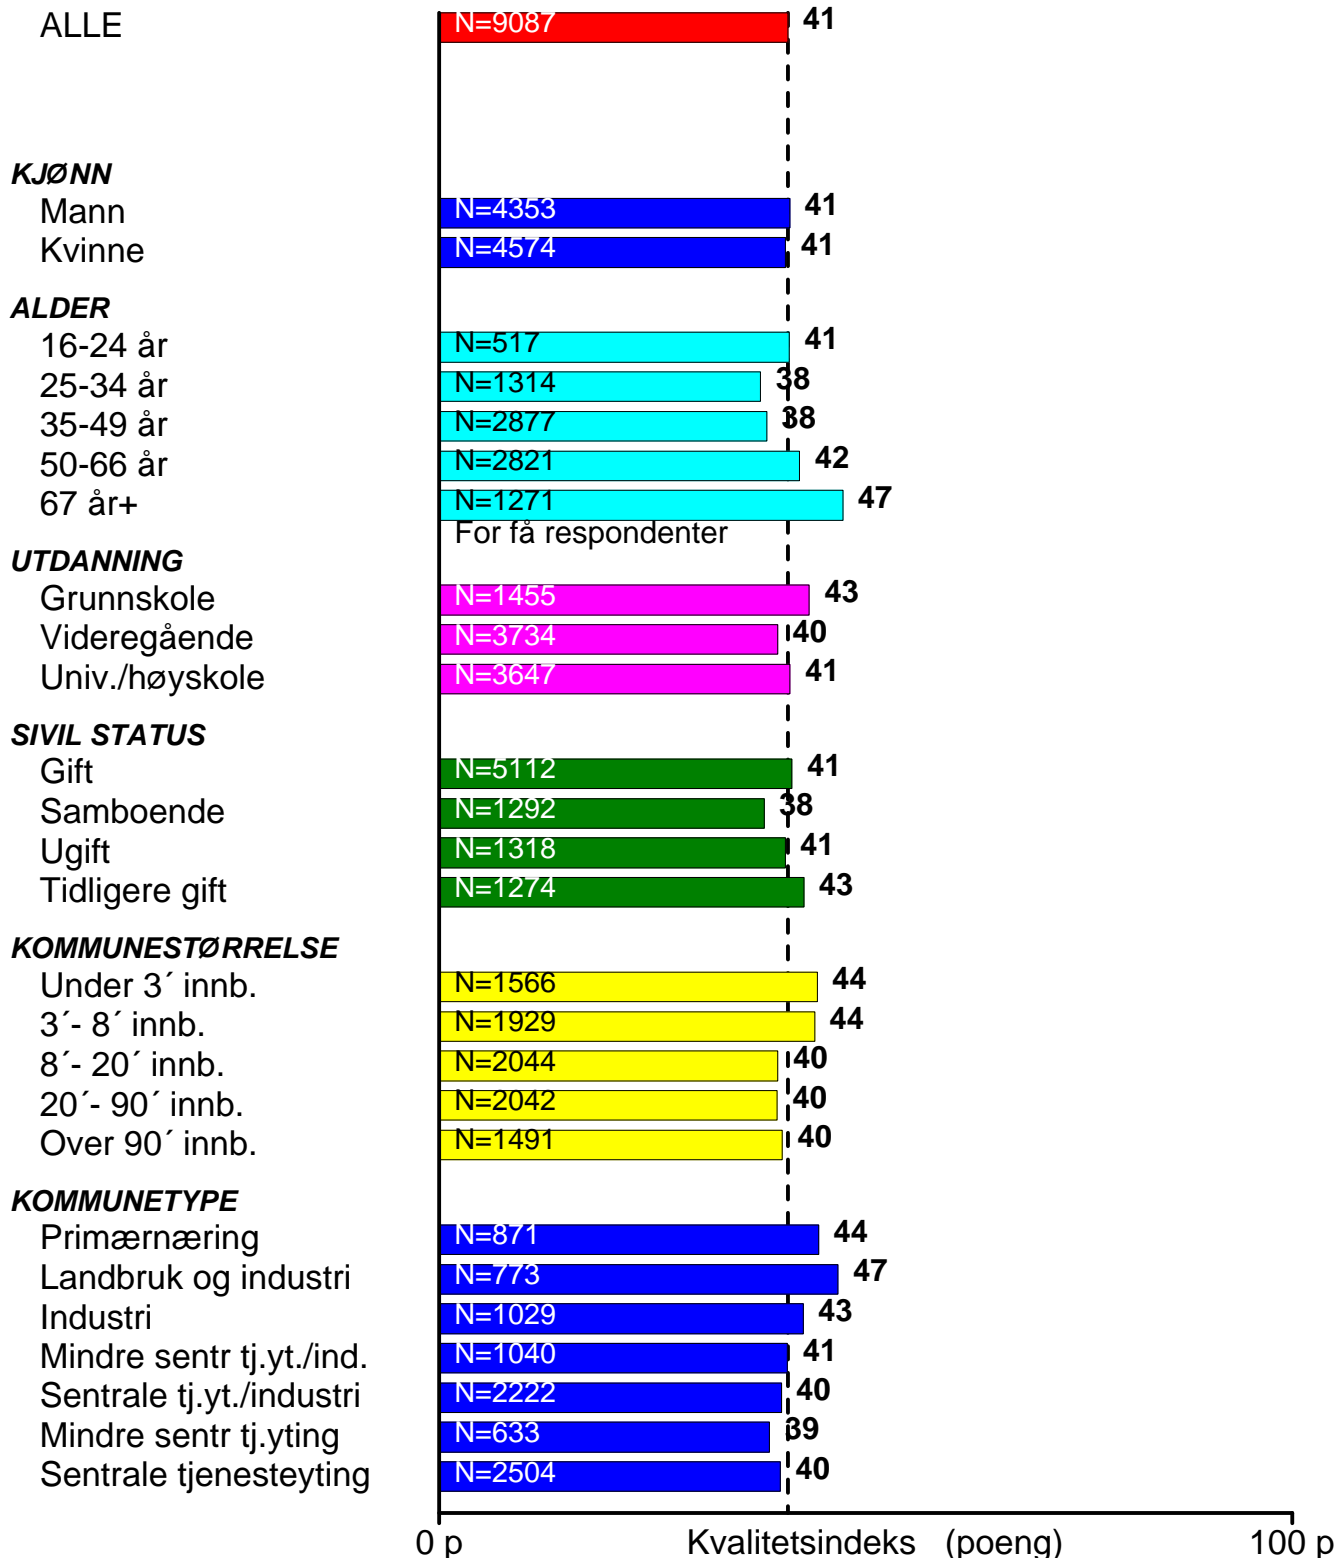 ALLE N=9087 41
KJØNN
Mann N=4353 41
Kvinne N=4574 41
ALDER
16-24 år N=517 41
25-34 år N=1314 38
35-49 år N=2877 38
50-66 år N=2821 42
67 år+ N=1271 47
For få respondenter
UTDANNING
Grunnskole N=1455 43
Videregående N=3734 40
Univ./høyskole N=3647 41
SIVIL STATUS
Gift N=5112 41
Samboende N=1292 38
Ugift N=1318 41
Tidligere gift N=1274 43
KOMMUNESTØRRELSE
Under 3´ innb. N=1566 44
3´- 8´ innb. N=1929 44
8´- 20´ innb. N=2044 40
20´- 90´ innb. N=2042 40
Over 90´ innb. N=1491 40
KOMMUNETYPE
Primærnæring N=871 44
Landbruk og industri N=773 47
Industri N=1029 43
Mindre sentr tj.yt./ind. N=1040 41
Sentrale tj.yt./industri N=2222 40
Mindre sentr tj.yting N=633 39
Sentrale tjenesteyting N=2504 40
0 p Kvalitetsindeks (poeng) 100 p